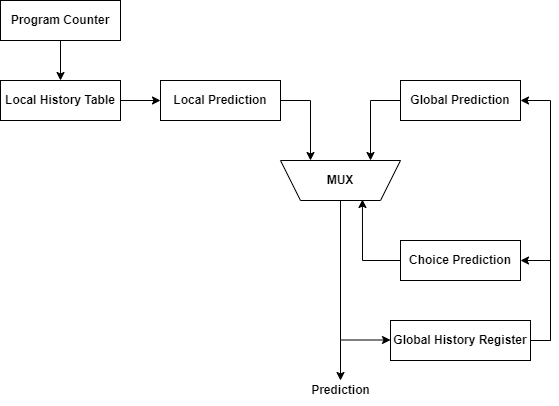 Program Counter
Local History Table
Local Prediction
Global Prediction
MUX
Choice Prediction
Global History Register
Prediction